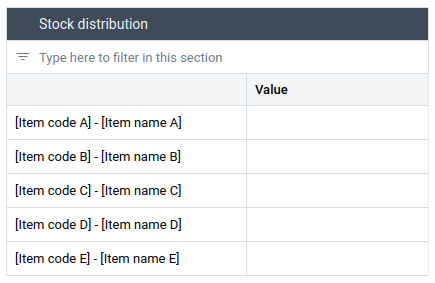 Stock distribution
Type here to filter in this section
Value
[Item code A] - [Item name A]
[Item code B] - [Item name B]
[Item code C] - [Item name C]
[Item code D] - [Item name D]
[Item code E] - [Item name E]